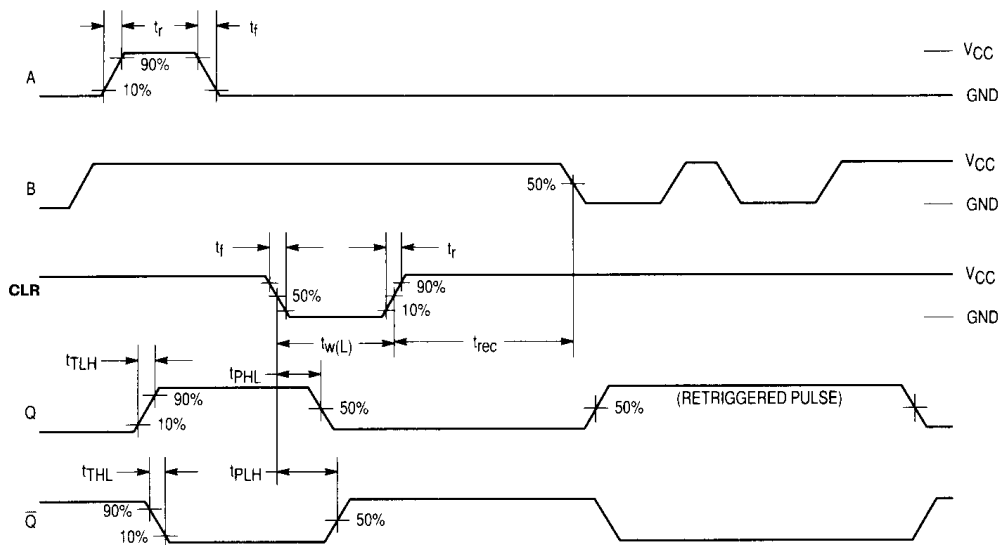 tr tf
VCC
A 90%
10% GND
VCC
B 50%
GND
tf tr
VCC
CLR 50% 90%
10%
GND
tw(L) trec
tTLH tPHL
90% (RETRIGGERED PULSE)
Q 50% 50%
10%
tTHL tPLH
90%
Q̅ 50%
10%